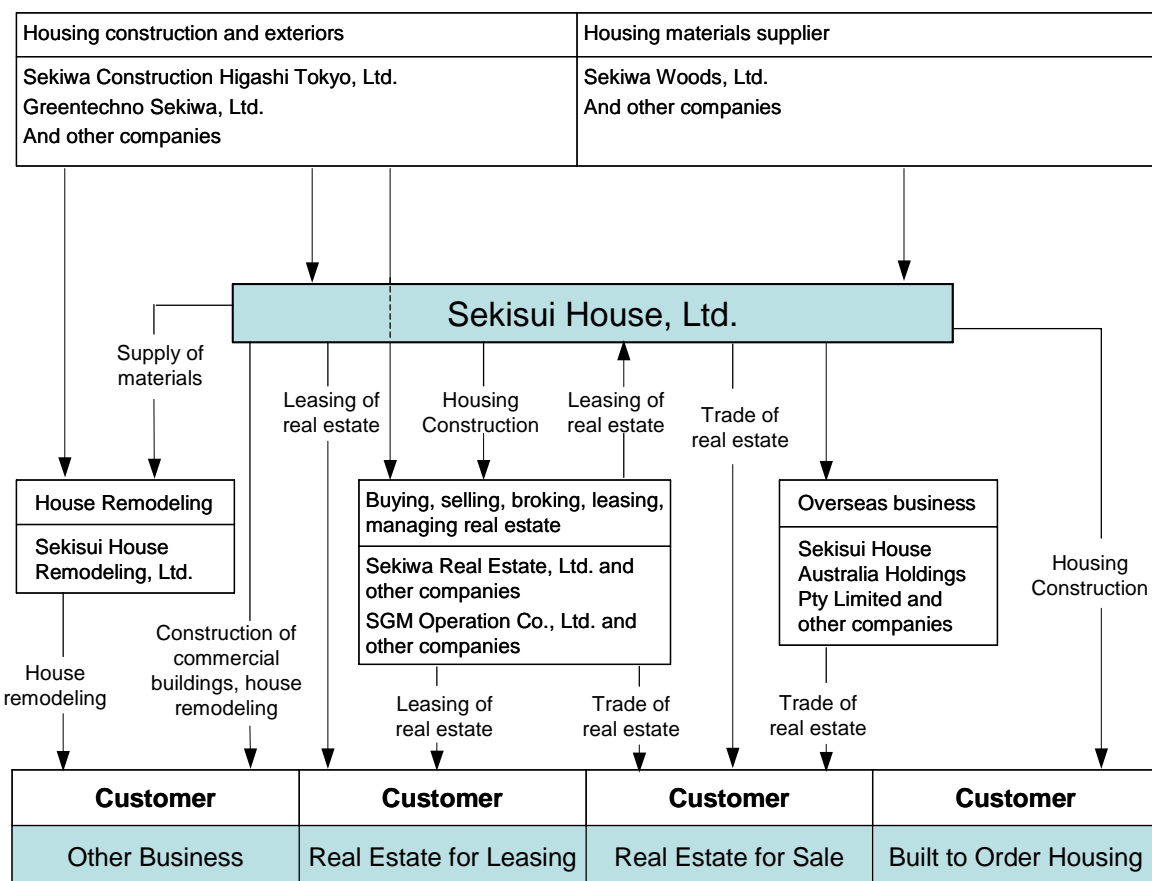 Housing construction and exteriors
Housing materials supplier
Sekiwa Construction Higashi Tokyo, Ltd.
Greentechno Sekiwa, Ltd.
And other companies
Sekiwa Woods, Ltd.
And other companies
Sekisui House, Ltd.
Supply of
materials
Leasing of
real estate
Housing
Construction
Leasing of
real estate
Trade of
real estate
House Remodeling
Sekisui House
Remodeling, Ltd.
Buying, selling, broking, leasing,
managing real estate
Sekiwa Real Estate, Ltd. and
other companies
SGM Operation Co., Ltd. and
other companies
Overseas business
Sekisui House
Australia Holdings
Pty Limited and
other companies
Housing
Construction
House
remodeling
Construction of
commercial
buildings, house
remodeling
Leasing of
real estate
Trade of
real estate
Trade of
real estate
Customer
Customer
Customer
Customer
Other Business
Real Estate for Leasing
Real Estate for Sale
Built to Order Housing